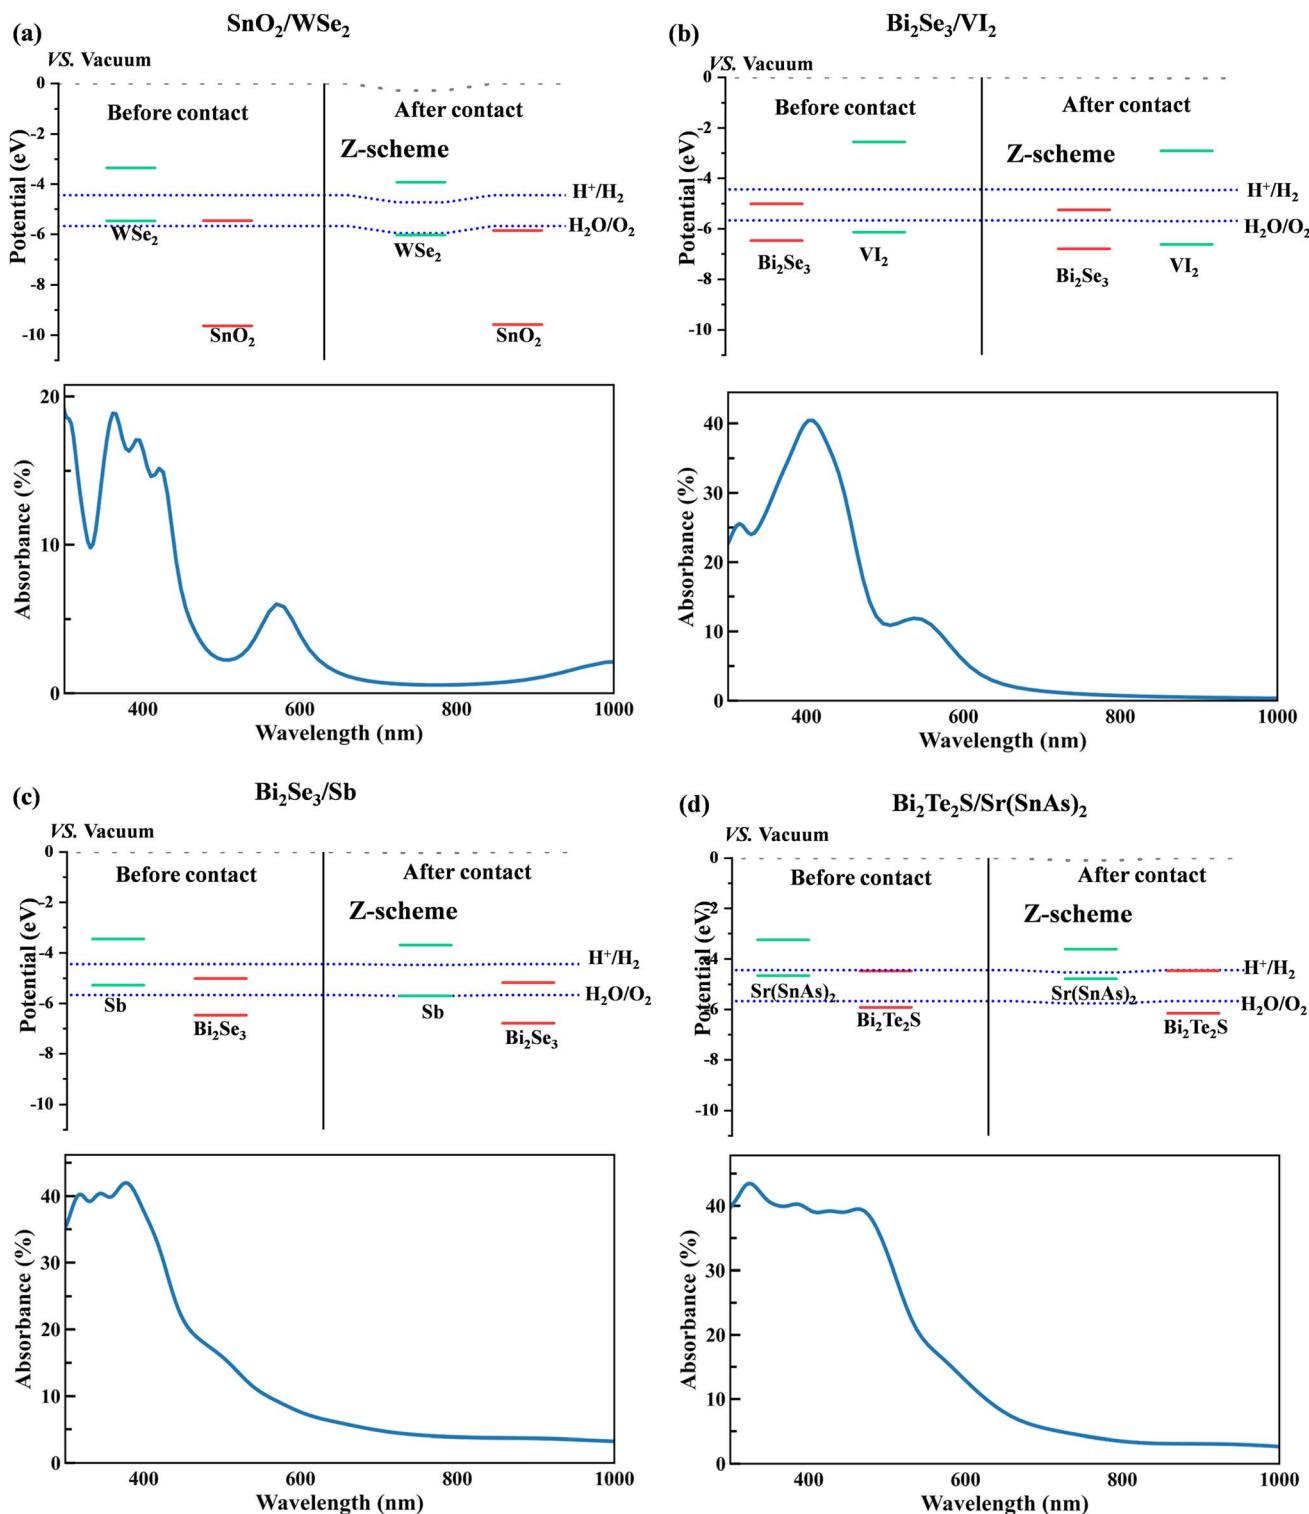 (a)
SnO₂/WSe₂
VS. Vacuum
Before contact
After contact
Z-scheme
Potential (eV)
0
-2
-4
-6
-8
-10
H⁺/H₂
H₂O/O₂
WSe₂
WSe₂
SnO₂
SnO₂
Absorbance (%)
20
10
0
400
600
800
1000
Wavelength (nm)
(b)
Bi₂Se₃/VI₂
VS. Vacuum
Before contact
After contact
Z-scheme
Potential (eV)
0
-2
-4
-6
-8
-10
H⁺/H₂
H₂O/O₂
Bi₂Se₃
VI₂
Bi₂Se₃
VI₂
Absorbance (%)
40
30
20
10
0
400
600
800
1000
Wavelength (nm)
(c)
Bi₂Se₃/Sb
VS. Vacuum
Before contact
After contact
Z-scheme
Potential (eV)
0
-2
-4
-6
-8
-10
H⁺/H₂
H₂O/O₂
Sb
Bi₂Se₃
Sb
Bi₂Se₃
Absorbance (%)
40
30
20
10
0
400
600
800
1000
Wavelength (nm)
(d)
Bi₂Te₂S/Sr(SnAs)₂
VS. Vacuum
Before contact
After contact
Z-scheme
Potential (eV)
0
-2
-4
-6
-8
-10
H⁺/H₂
H₂O/O₂
Sr(SnAs)₂
Bi₂Te₂S
Sr(SnAs)₂
Bi₂Te₂S
Absorbance (%)
40
30
20
10
0
400
600
800
1000
Wavelength (nm)